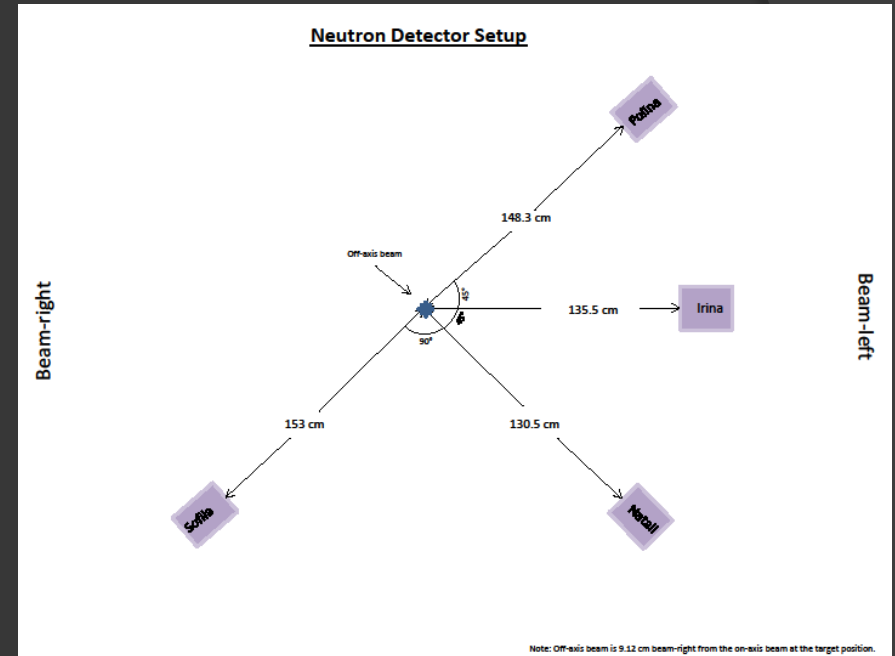 Neutron Detector Setup
Polina
148.3 cm
Off-axis beam
45°
Beam-right
135.5 cm
Irina
Beam-left
90°
153 cm
130.5 cm
Natali
Note: Off-axis beam is 9.12 cm beam-right from the on-axis beam at the target position.